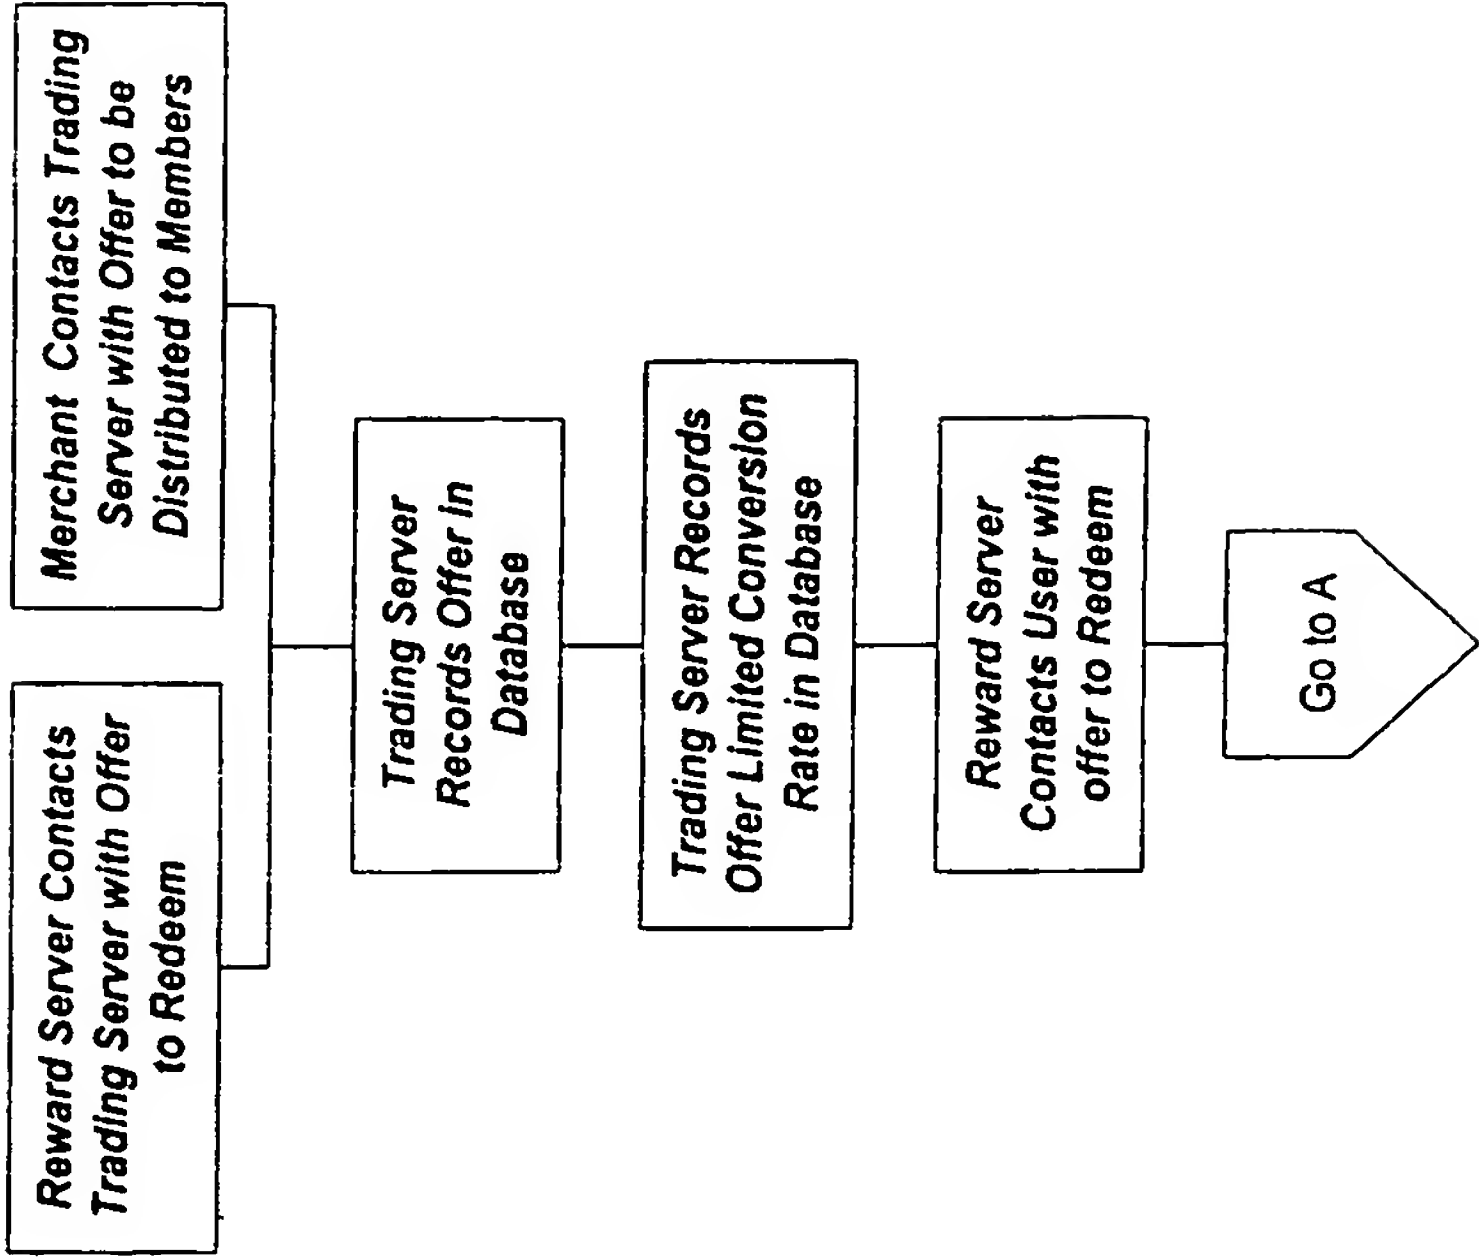 Reward Server Contacts
Trading Server with Offer
to Redeem
Merchant Contacts Trading
Server with Offer to be
Distributed to Members
Trading Server
Records Offer in
Database
Trading Server Records
Offer Limited Conversion
Rate in Database
Reward Server
Contacts User with
offer to Redeem
Go to A